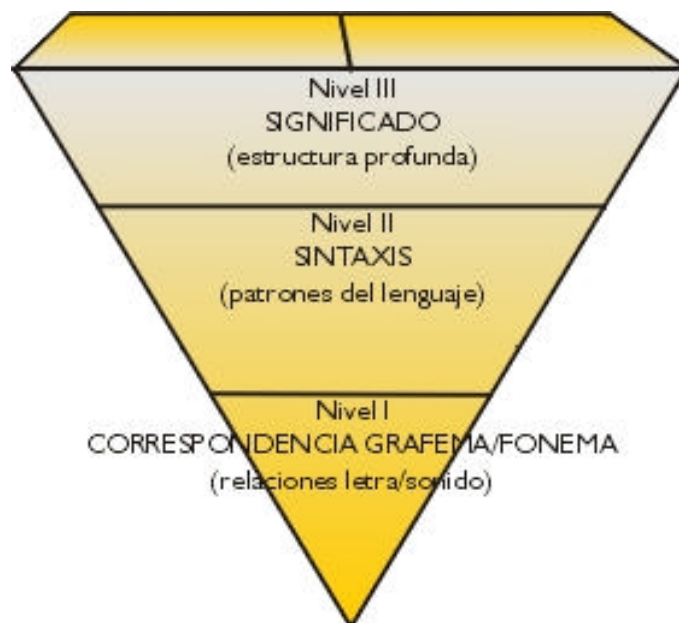 Nivel III
SIGNIFICADO
(estructura profunda)
Nivel II
SINTAXIS
(patrones del lenguaje)
Nivel I
CORRESPONDENCIA GRAFEMA/FONEMA
(relaciones letra/sonido)